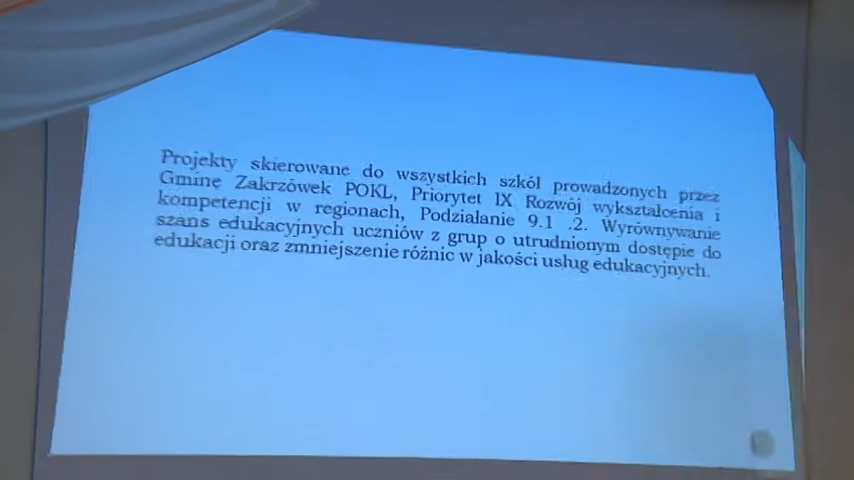 Projekty skierowane do wszystkich szkól prowadzonych przez
Gminę Zakrzówek POKL, Priorytet IX Rozwój wykształcenia i
kompetencji w regionach, Podziałanie 9.1 .2. Wyrównywanie
szans edukacyjnych uczniów z grup o utrudnionym dostępie do
edukacji oraz zmniejszenie różnic w jakości usług edukacyjnych.